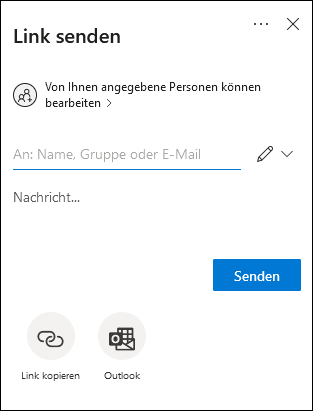 Link senden
Von Ihnen angegebene Personen können
bearbeiten
An: Name, Gruppe oder E-Mail
Nachricht...
Senden
Link kopieren
Outlook